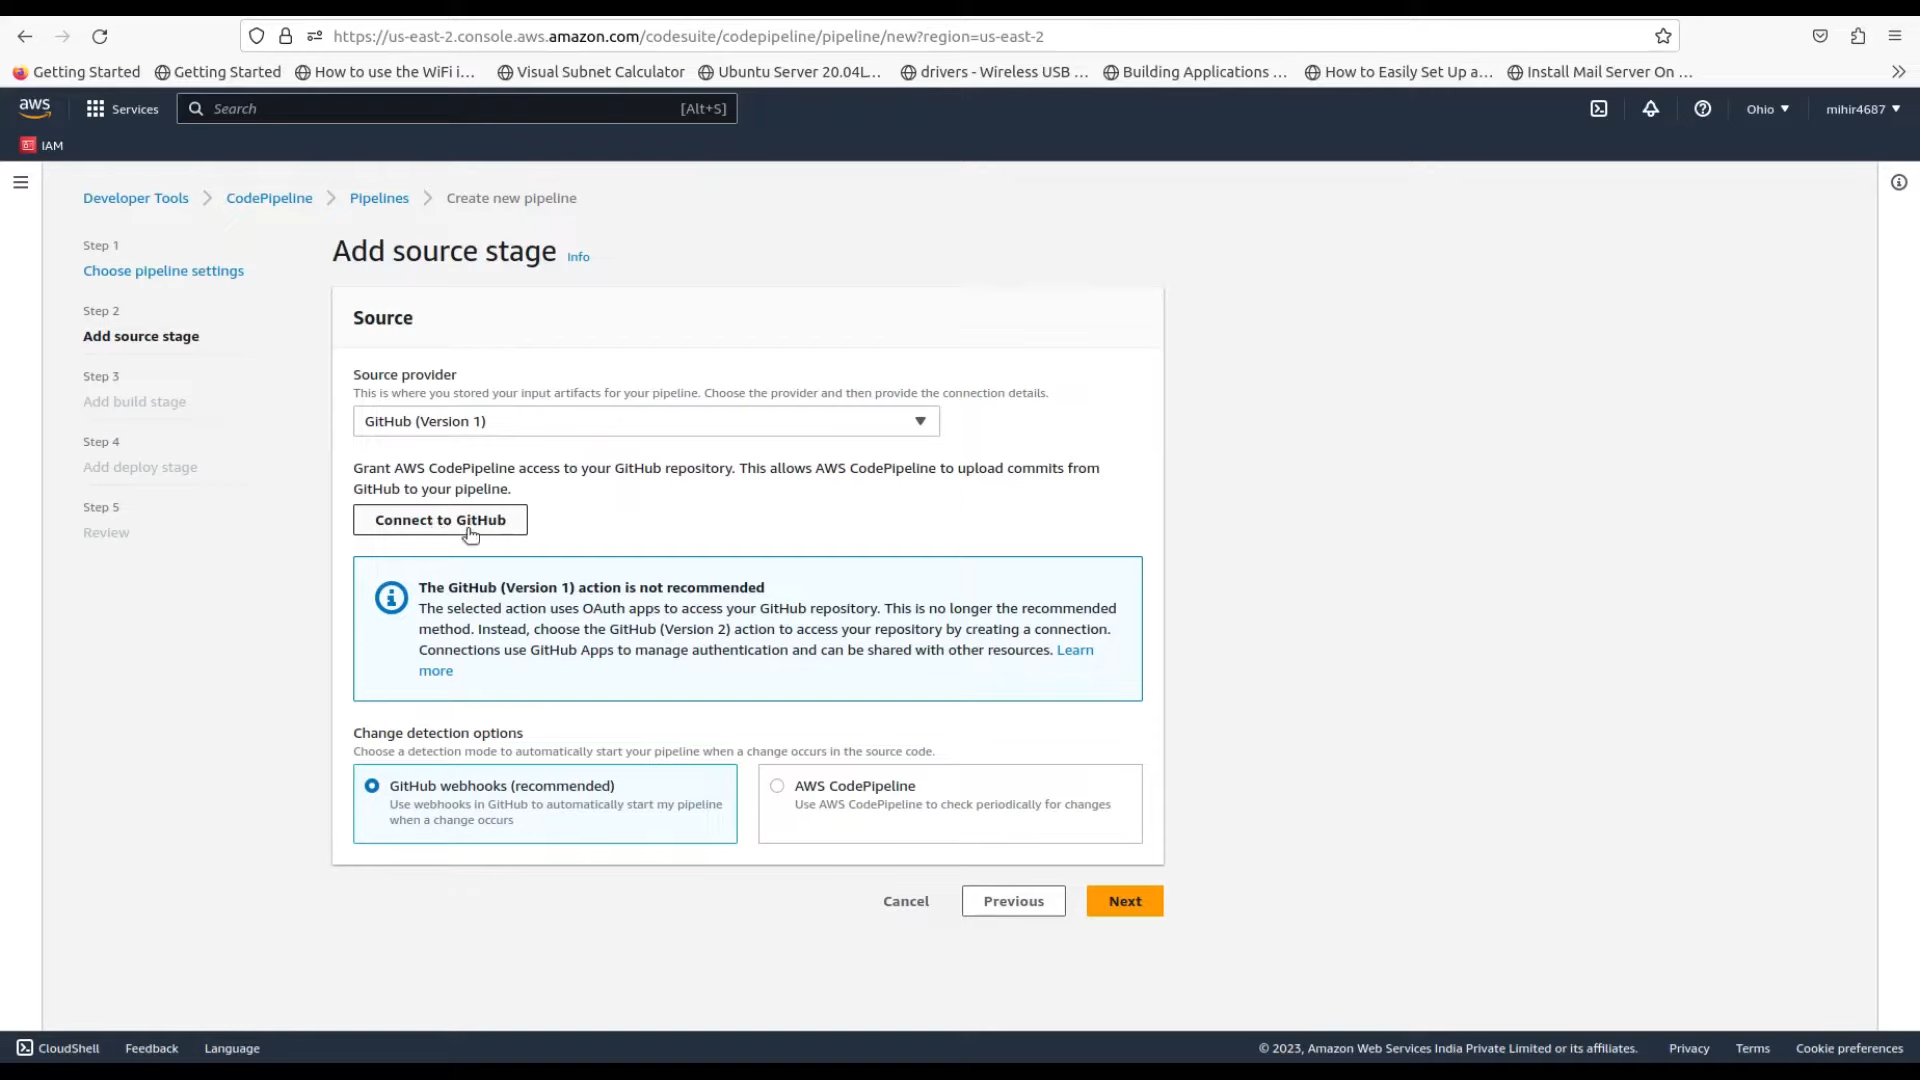 https://us-east-2.console.aws.amazon.com/codesuite/codepipeline/pipeline/new?region=us-east-2
Getting Started Getting Started How to use the WiFi i... Visual Subnet Calculator Ubuntu Server 20.04L... drivers - Wireless USB ... Building Applications ... How to Easily Set Up a... Install Mail Server On ...
aws Services Search [Alt+S] Ohio mihir4687
IAM
Developer Tools CodePipeline Pipelines Create new pipeline
Step 1
Choose pipeline settings
Step 2
Add source stage
Step 3
Add build stage
Step 4
Add deploy stage
Step 5
Review
Add source stage Info
Source
Source provider
This is where you stored your input artifacts for your pipeline. Choose the provider and then provide the connection details.
GitHub (Version 1)
Grant AWS CodePipeline access to your GitHub repository. This allows AWS CodePipeline to upload commits from
GitHub to your pipeline.
Connect to GitHub
The GitHub (Version 1) action is not recommended
The selected action uses OAuth apps to access your GitHub repository. This is no longer the recommended
method. Instead, choose the GitHub (Version 2) action to access your repository by creating a connection.
Connections use GitHub Apps to manage authentication and can be shared with other resources. Learn
more
Change detection options
Choose a detection mode to automatically start your pipeline when a change occurs in the source code.
GitHub webhooks (recommended)
Use webhooks in GitHub to automatically start my pipeline
when a change occurs
AWS CodePipeline
Use AWS CodePipeline to check periodically for changes
Cancel Previous Next
CloudShell Feedback Language © 2023, Amazon Web Services India Private Limited or its affiliates. Privacy Terms Cookie preferences